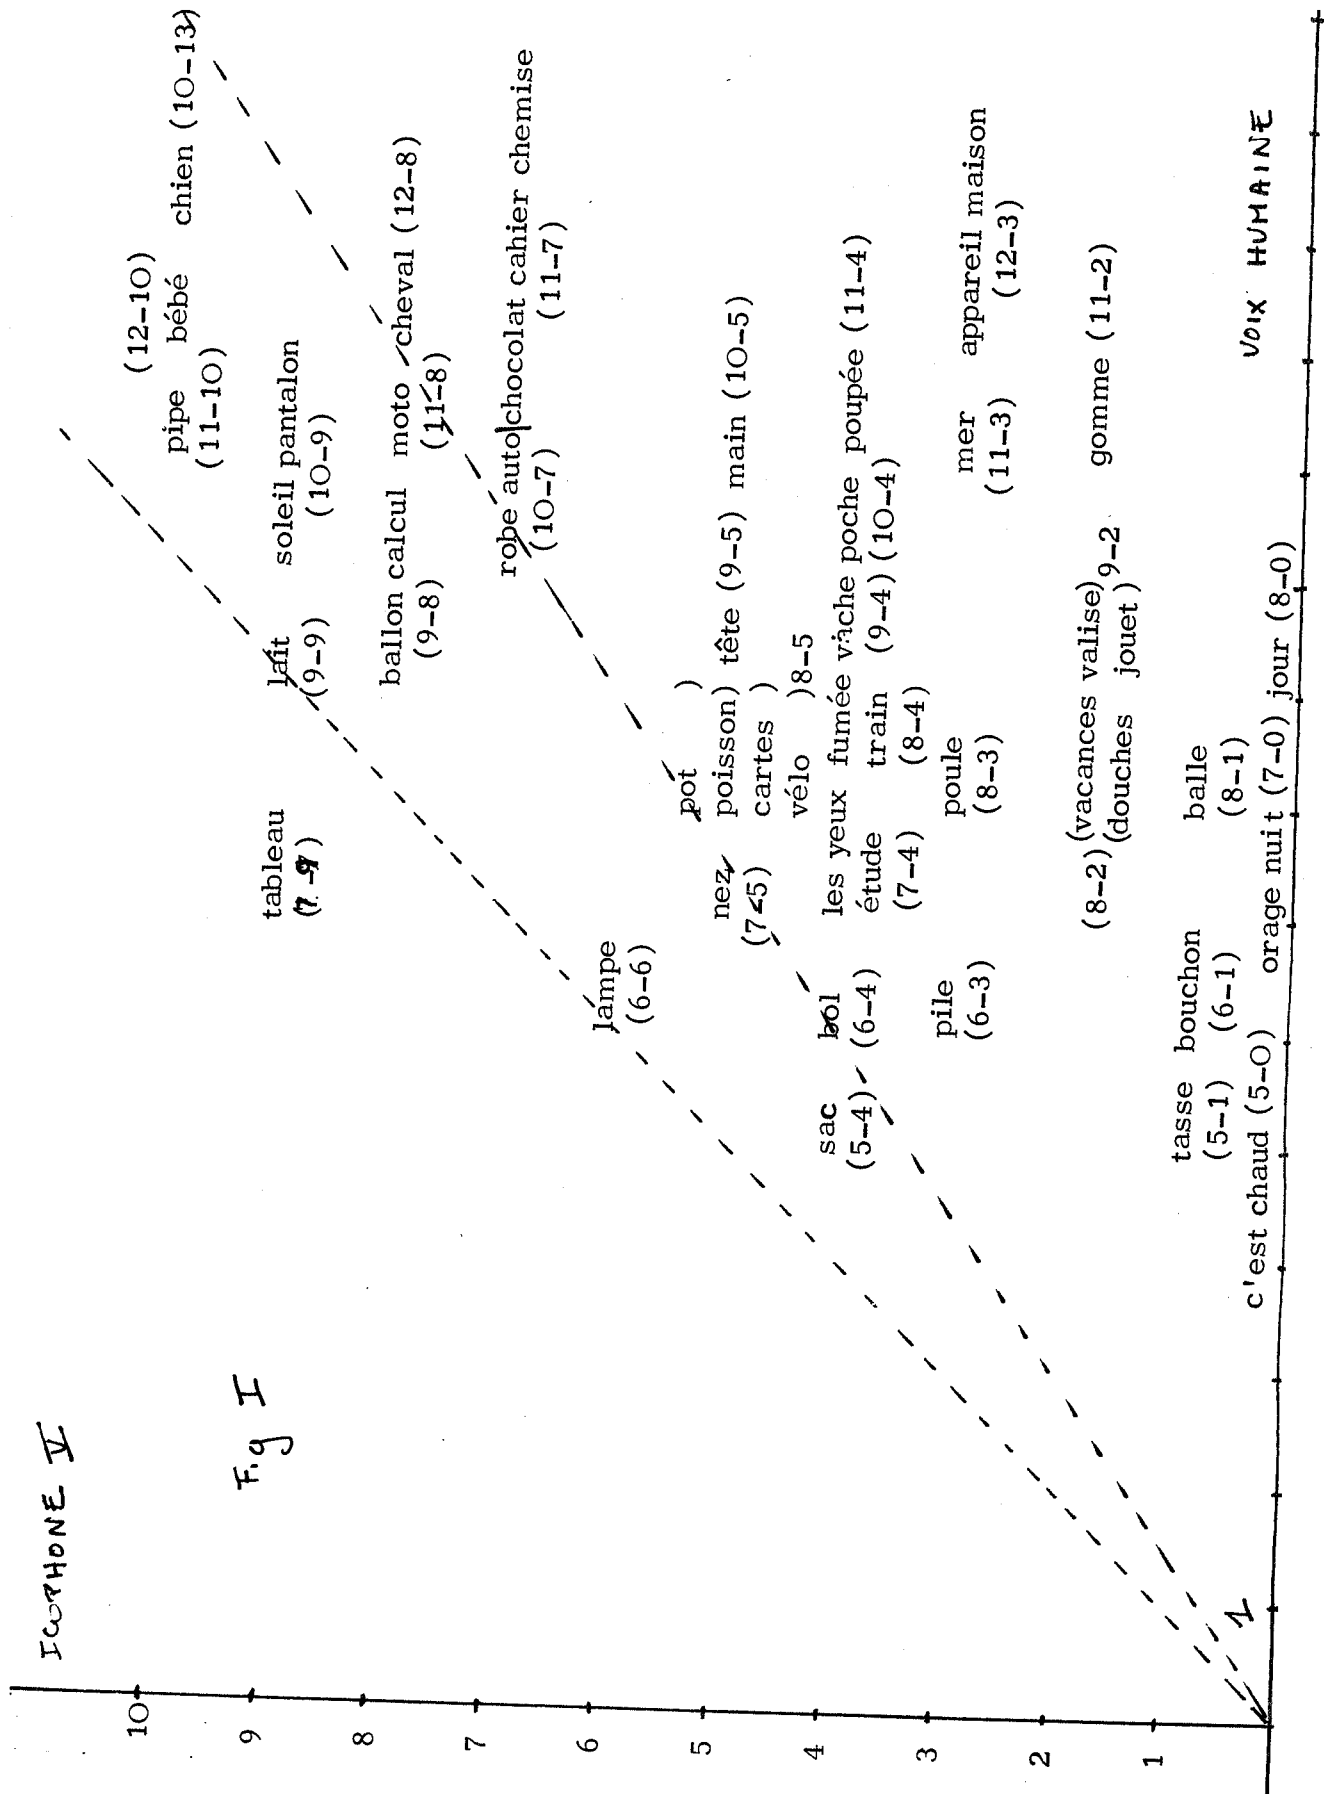 ICOPHONE V
Fig I
10
9
8
7
6
5
4
3
2
1
1
(12-10)
pipe bébé chien (10-13)
(11-10)
lait soleil pantalon
(9-9) (10-9)
tableau
ballon calcul moto cheval (12-8)
(9-8) (11-8)
robe auto chocolat cahier chemise
(10-7) (11-7)
lampe
(6-6)
pot )
nez poisson) tête (9-5) main (10-5)
(7-5) cartes )
vélo )8-5
sac bol les yeux fumée vache poche poupée (11-4)
(5-4) (6-4) étude train (9-4) (10-4)
(7-4) (8-4)
pile poule mer appareil maison
(6-3) (8-3) (11-3) (12-3)
(8-2) (vacances valise) 9-2 gomme (11-2)
(douches jouet )
tasse bouchon balle
(5-1) (6-1) (8-1)
c'est chaud (5-0) orage nuit (7-0) jour (8-0)
VOIX HUMAINE